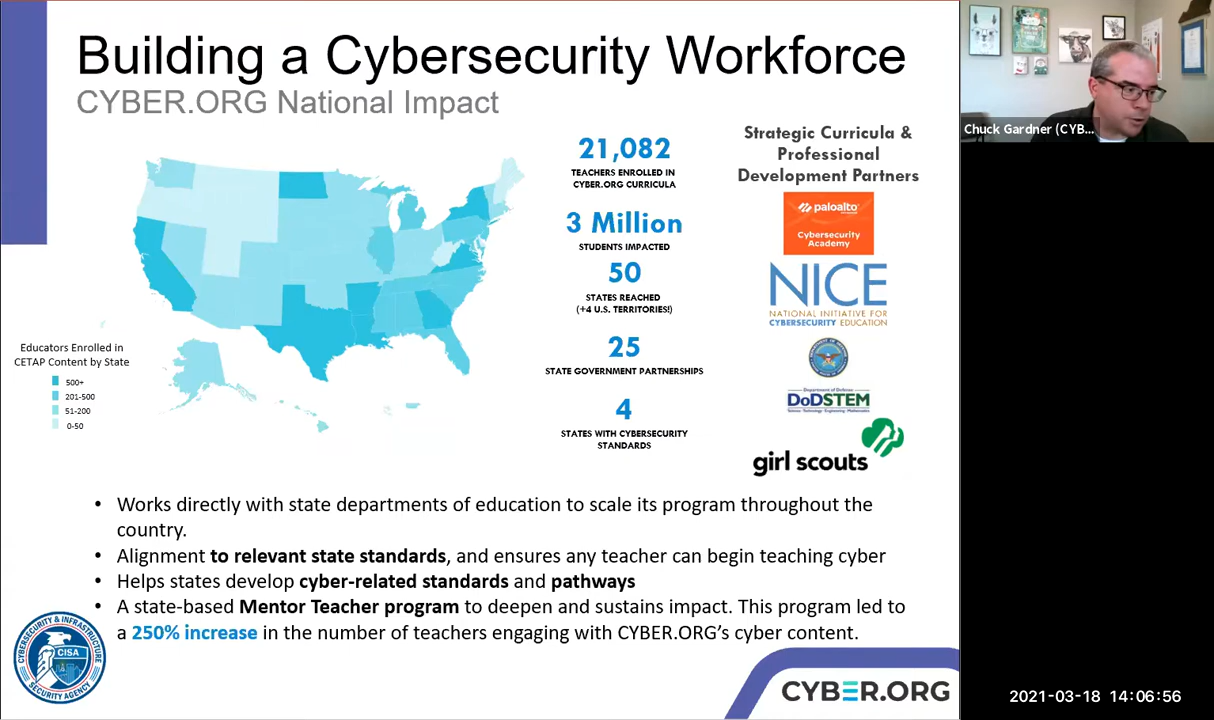 Building a Cybersecurity Workforce
CYBER.ORG National Impact
21,082
TEACHERS ENROLLED IN
CYBER.ORG CURRICULA
3 Million
STUDENTS IMPACTED
50
STATES REACHED
(+4 U.S. TERRITORIES!)
25
STATE GOVERNMENT PARTNERSHIPS
4
STATES WITH CYBERSECURITY
STANDARDS
Educators Enrolled in
CETAP Content by State
500+
201-500
51-200
0-50
Strategic Curricula &
Professional
Development Partners
paloalto
Cybersecurity
Academy
NICE
NATIONAL INITIATIVE FOR
CYBERSECURITY EDUCATION
Department of Defense
DoDSTEM
Science • Technology • Engineering • Mathematics
girl scouts
• Works directly with state departments of education to scale its program throughout the
country.
• Alignment to relevant state standards, and ensures any teacher can begin teaching cyber
• Helps states develop cyber-related standards and pathways
• A state-based Mentor Teacher program to deepen and sustains impact. This program led to
a 250% increase in the number of teachers engaging with CYBER.ORG’s cyber content.
CYBERSECURITY & INFRASTRUCTURE
CISA
SECURITY AGENCY
CYBER.ORG
Chuck Gardner (CYB...
2021-03-18 14:06:56